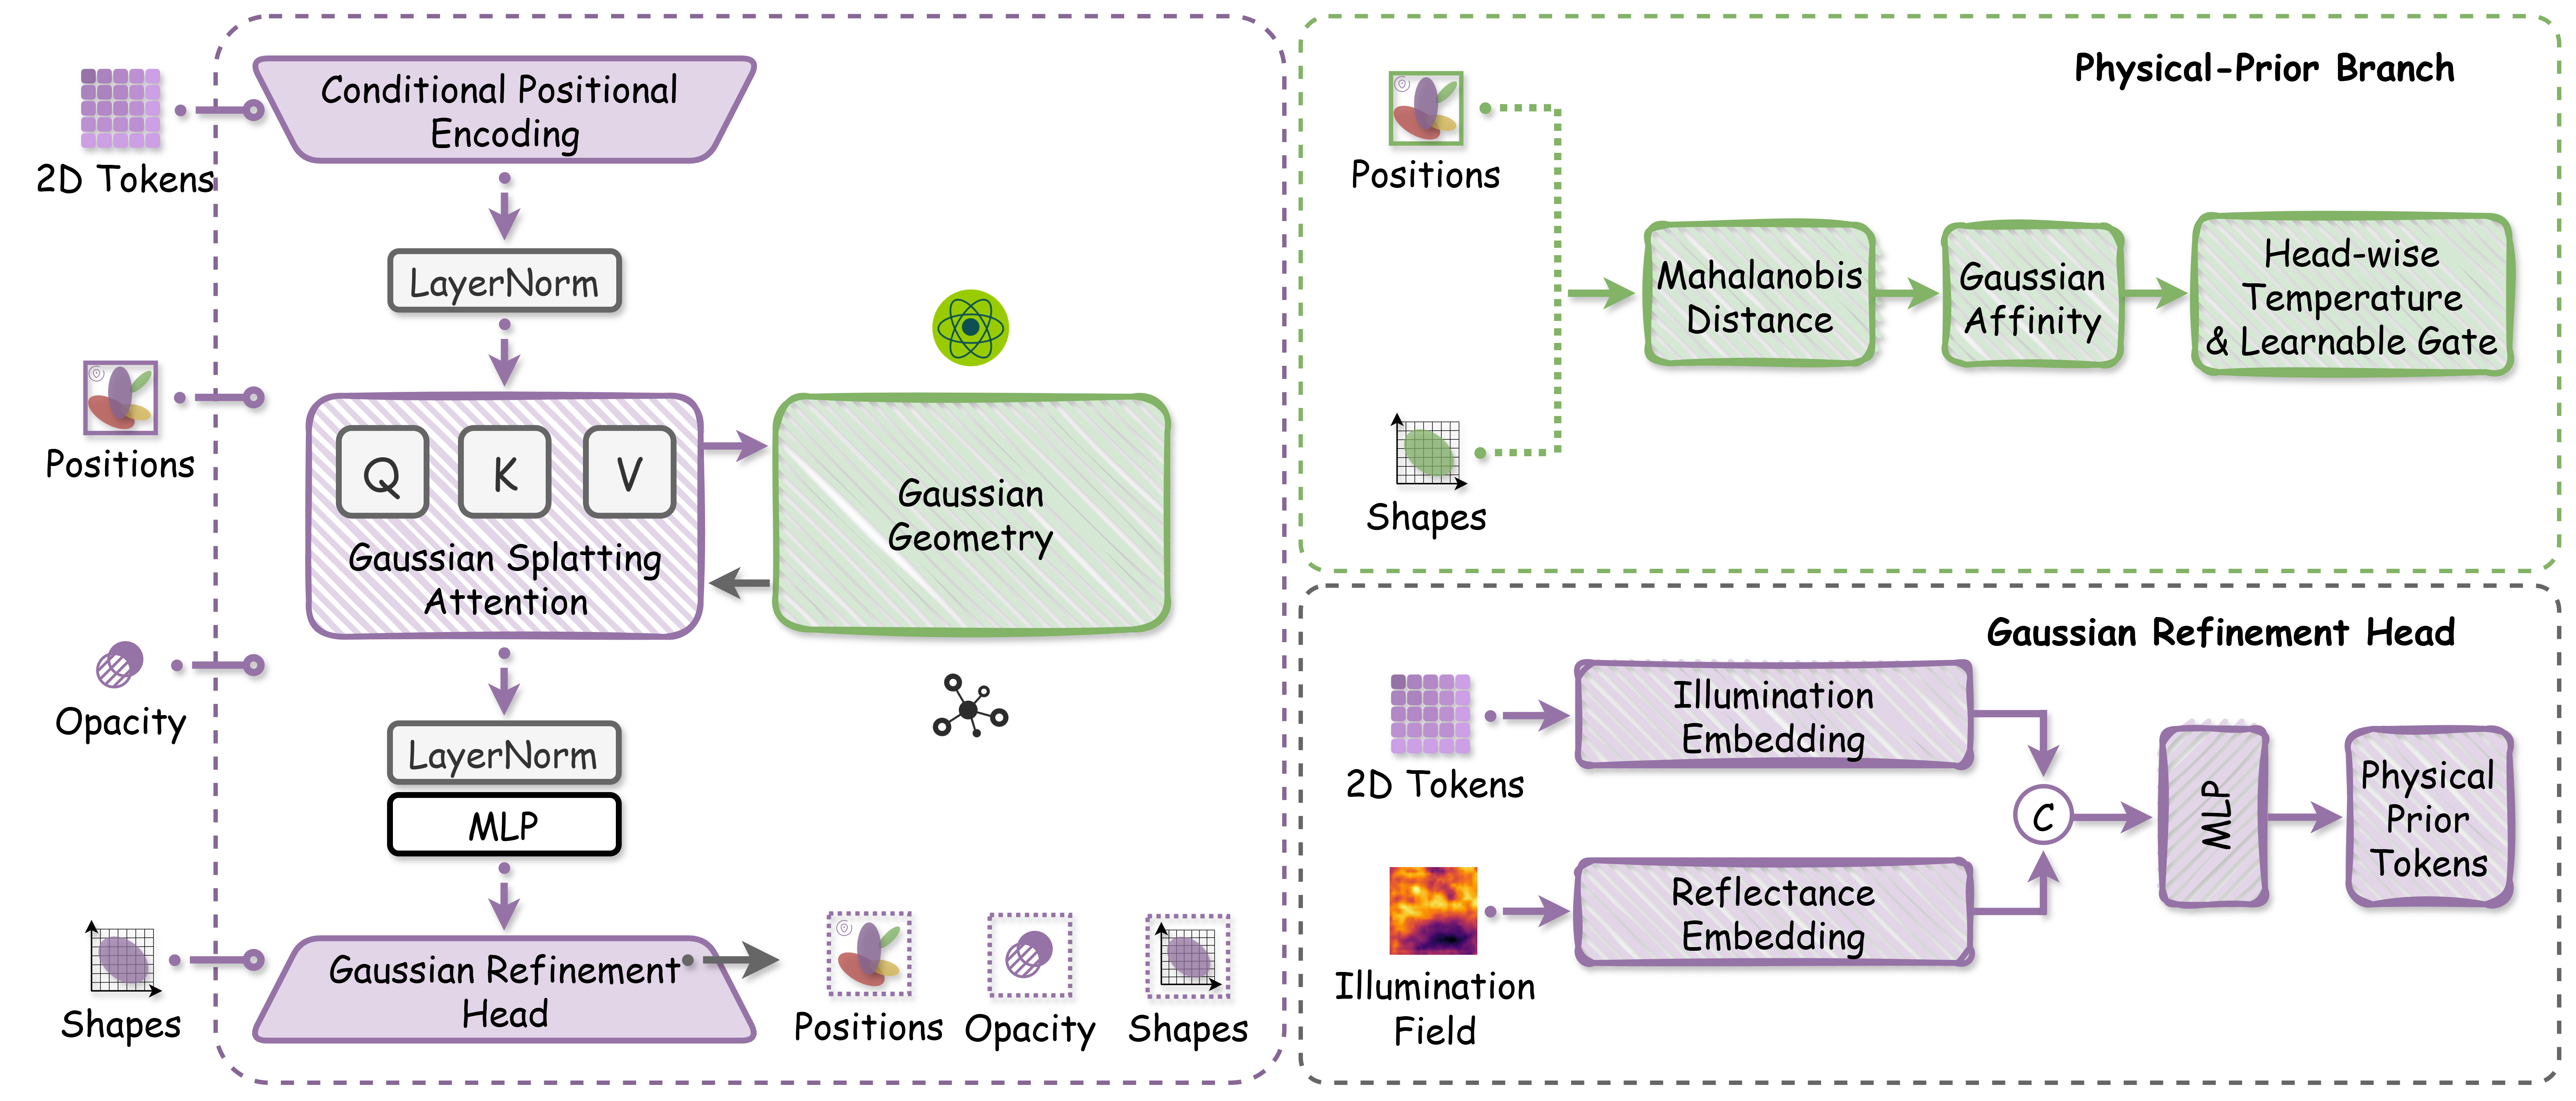 2D Tokens
Positions
Opacity
Shapes
Conditional Positional
Encoding
LayerNorm
Q K V
Gaussian Splatting
Attention
Gaussian
Geometry
LayerNorm
MLP
Gaussian Refinement
Head
Positions Opacity Shapes
Physical-Prior Branch
Positions
Shapes
Mahalanobis
Distance
Gaussian
Affinity
Head-wise
Temperature
& Learnable Gate
Gaussian Refinement Head
2D Tokens
Illumination
Field
Illumination
Embedding
Reflectance
Embedding
C
MLP
Physical
Prior
Tokens